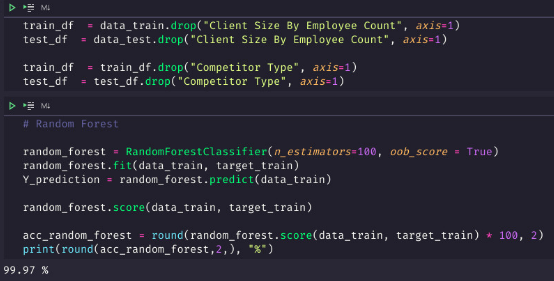 M↓
train_df  = data_train.drop("Client Size By Employee Count", axis=1)
test_df  = data_test.drop("Client Size By Employee Count", axis=1)
train_df  = train_df.drop("Competitor Type", axis=1)
test_df  = test_df.drop("Competitor Type", axis=1)
M↓
# Random Forest
random_forest = RandomForestClassifier(n_estimators=100, oob_score = True)
random_forest.fit(data_train, target_train)
Y_prediction = random_forest.predict(data_train)
random_forest.score(data_train, target_train)
acc_random_forest = round(random_forest.score(data_train, target_train) * 100, 2)
print(round(acc_random_forest,2,), "%")
99.97 %